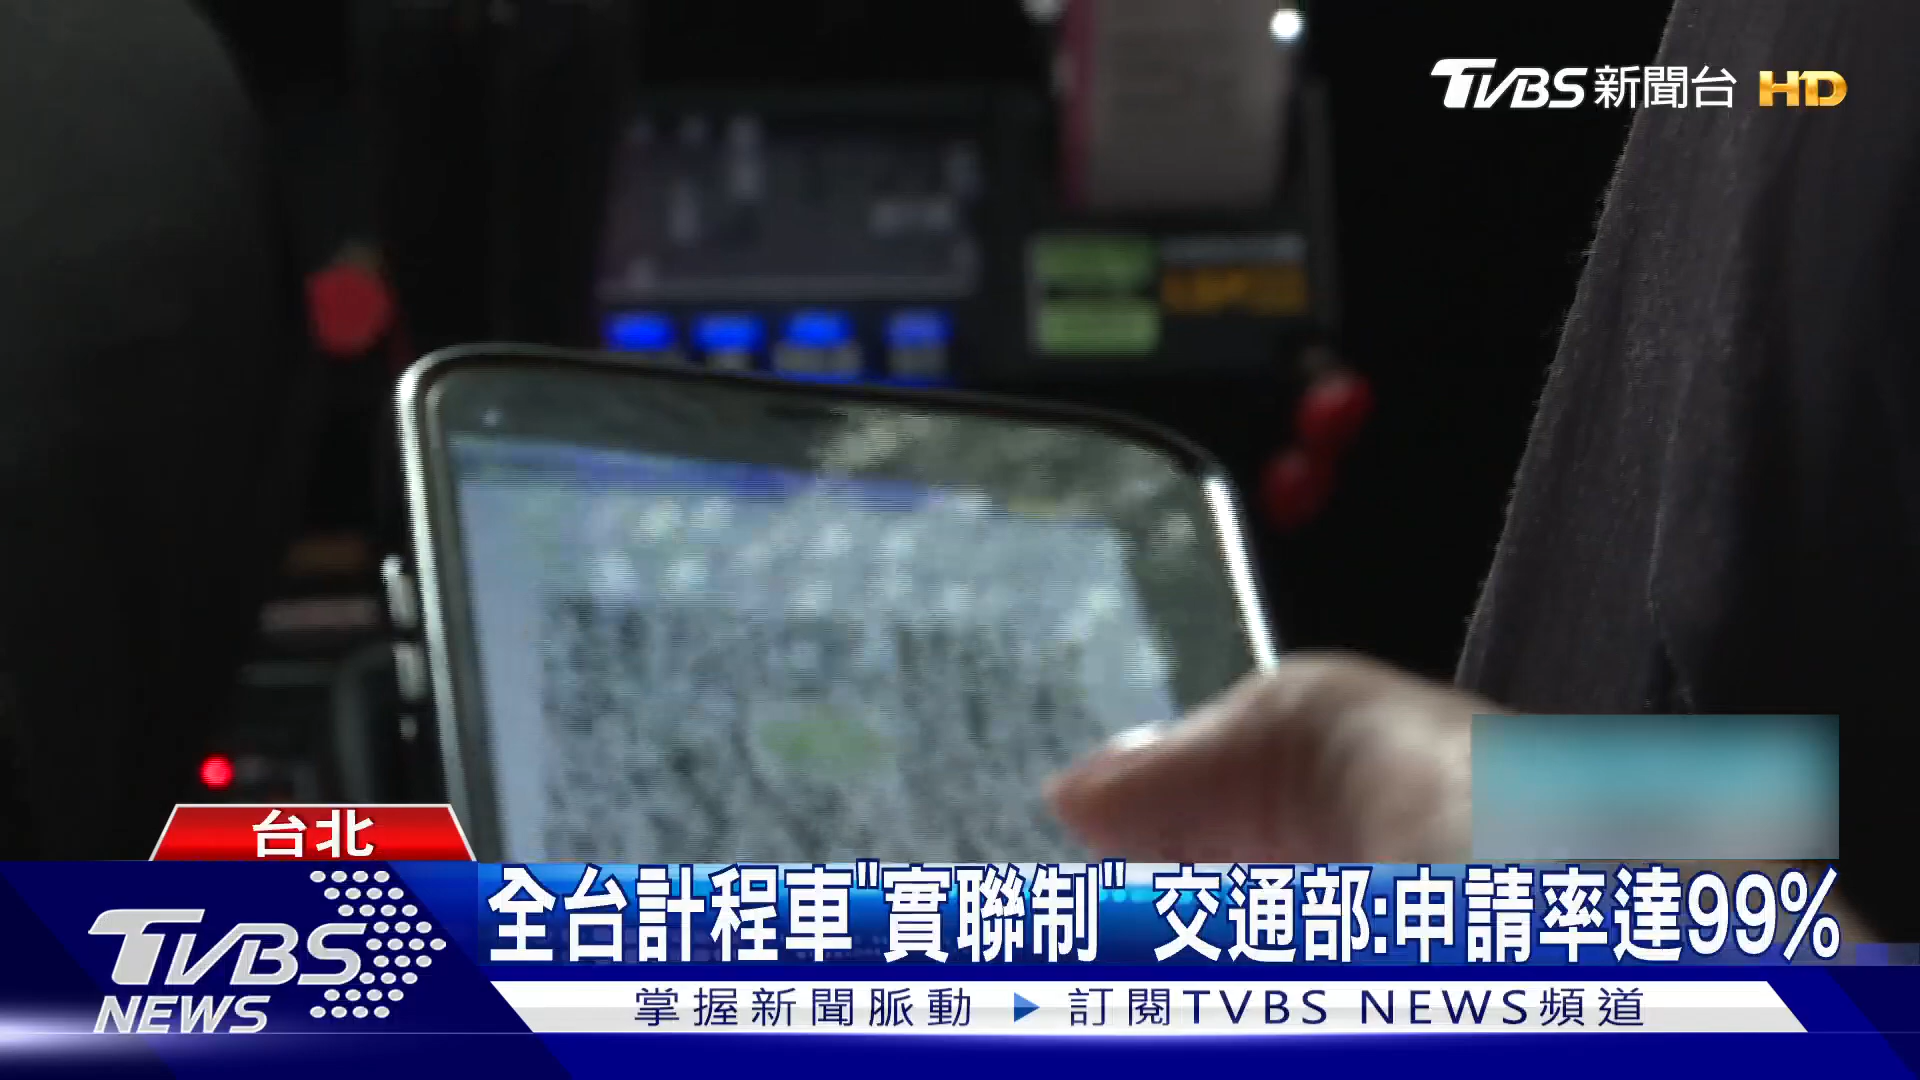 TVBS新聞台 HD
台北
全台計程車"實聯制" 交通部:申請率達99%
TVBS
NEWS
掌握新聞脈動 ▶ 訂閱TVBS NEWS頻道